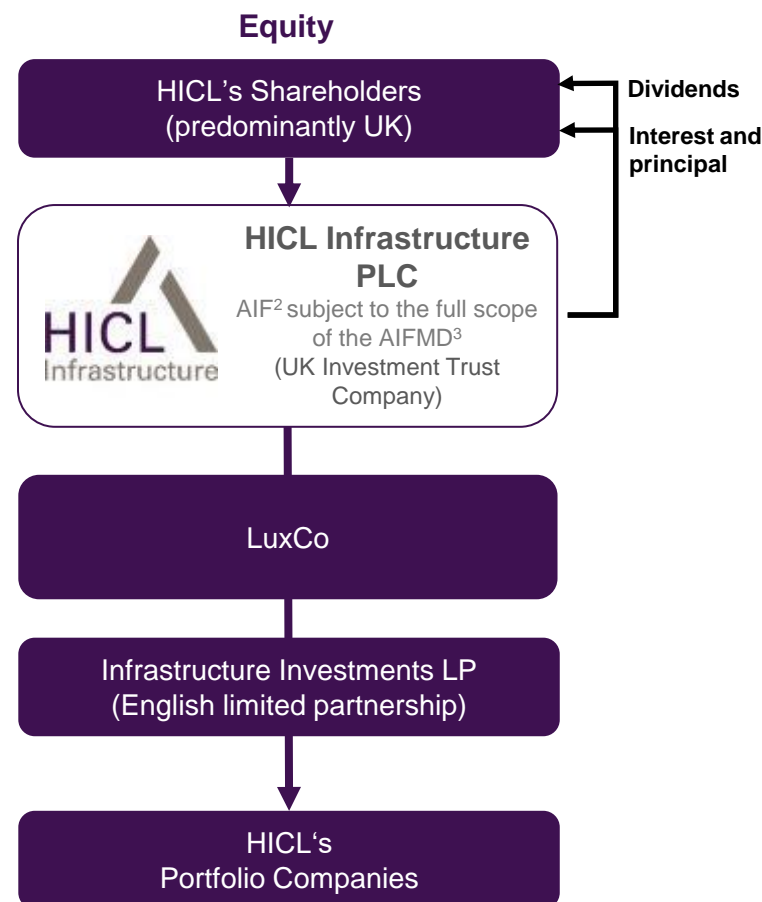 Equity
HICL's Shareholders
(predominantly UK)
Dividends
Interest and
principal
HICL
Infrastructure
HICL Infrastructure
PLC
AIF² subject to the full scope
of the AIFMD³
(UK Investment Trust
Company)
LuxCo
Infrastructure Investments LP
(English limited partnership)
HICL‘s
Portfolio Companies